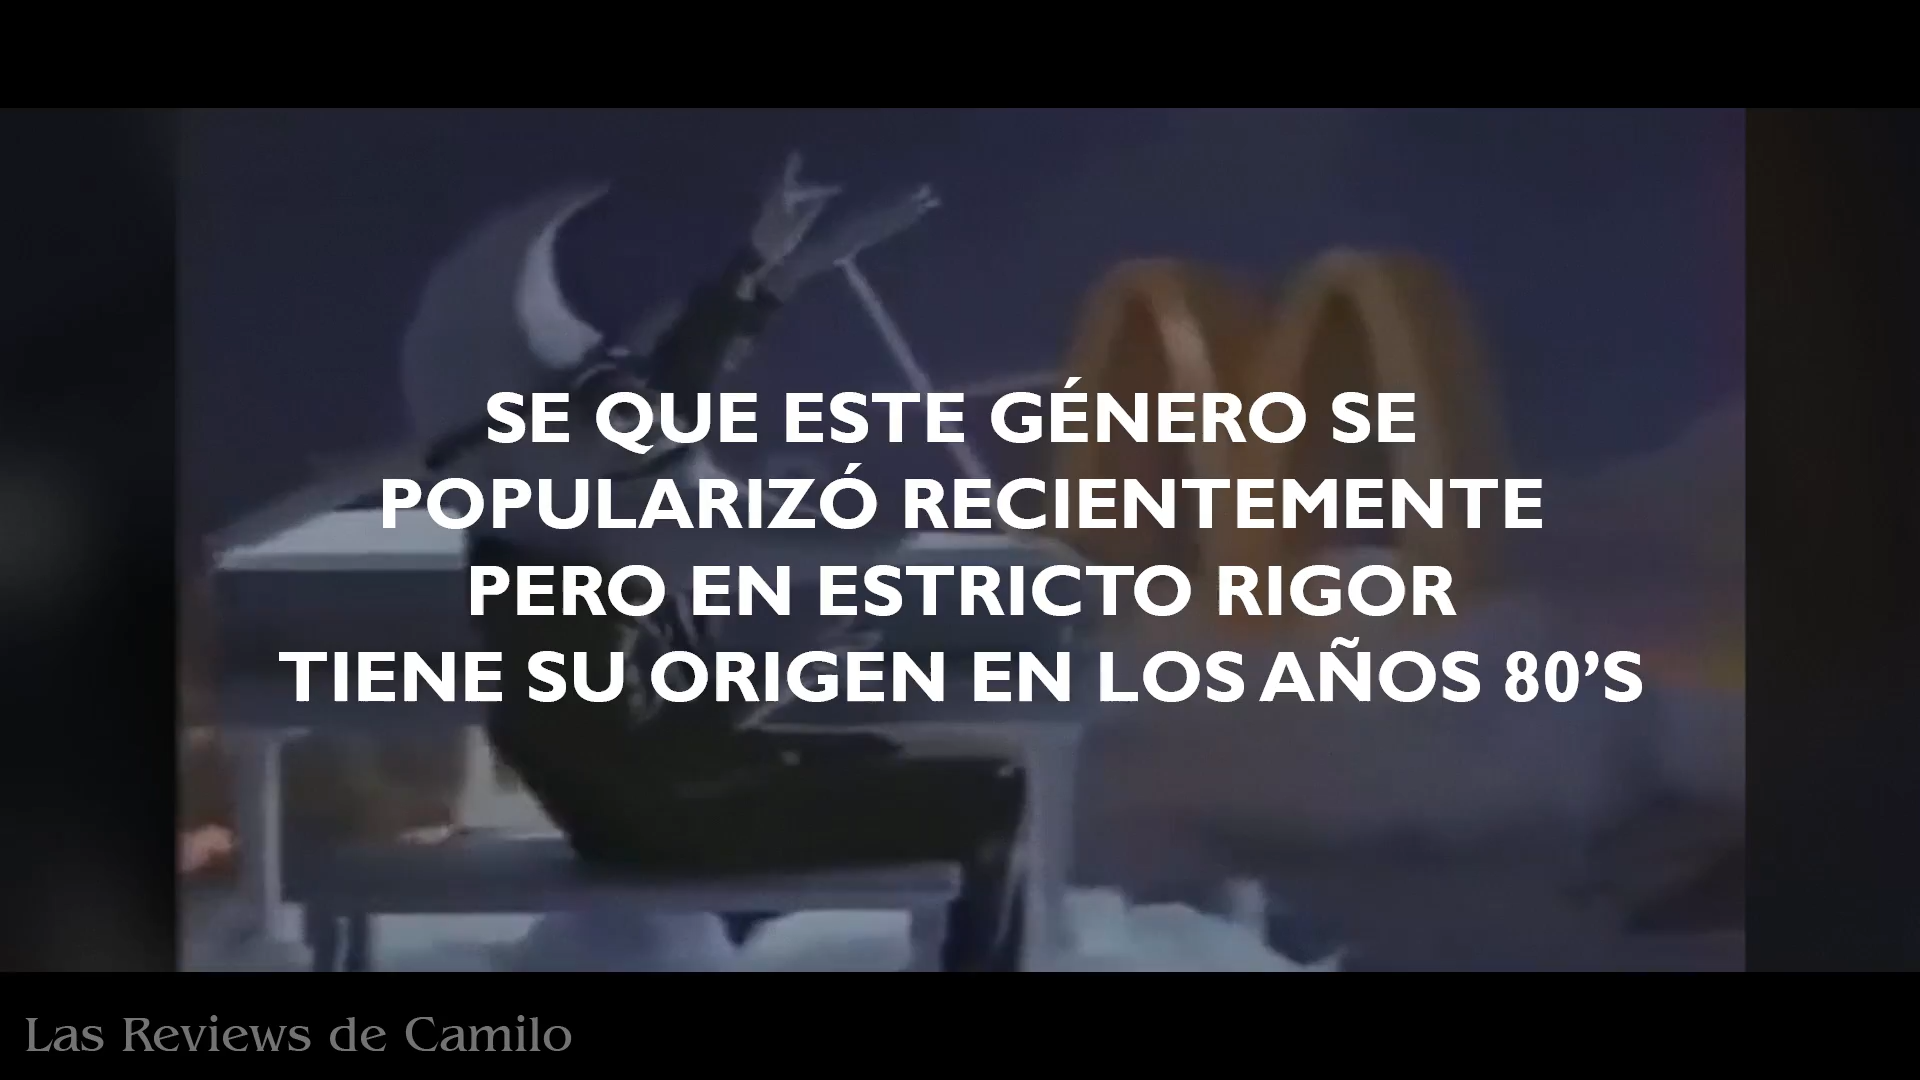 SE QUE ESTE GÉNERO SE
POPULARIZÓ RECIENTEMENTE
PERO EN ESTRICTO RIGOR
TIENE SU ORIGEN EN LOS AÑOS 80’S
Las Reviews de Camilo